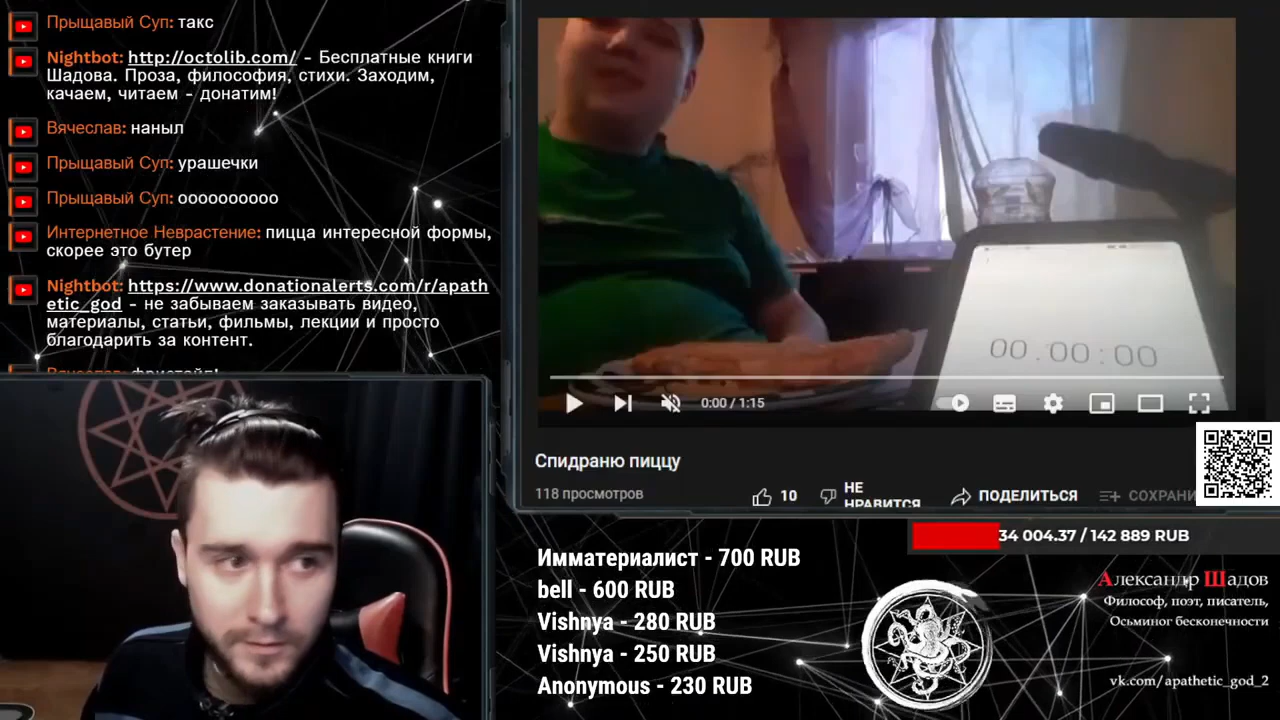 Прыщавый Суп: такс
Nightbot: http://octolib.com/ - Бесплатные книги
Шадова. Проза, философия, стихи. Заходим,
качаем, читаем - донатим!
Вячеслав: наныл
Прыщавый Суп: урашечки
Прыщавый Суп: оооооооооо
Интернетное Неврастение: пицца интересной формы,
скорее это бутер
Nightbot: https://www.donationalerts.com/r/apath
etic_god - не забываем заказывать видео,
материалы, статьи, фильмы, лекции и просто
благодарить за контент.
Вячеслав: фристайл!
00.00:00
0:00 / 1:15
Спидраню пиццу
118 просмотров
10
НЕ
НРАВИТСЯ
ПОДЕЛИТЬСЯ
СОХРАНИ
34 004.37 / 142 889 RUB
Имматериалист - 700 RUB
bell - 600 RUB
Vishnya - 280 RUB
Vishnya - 250 RUB
Anonymous - 230 RUB
Александр Шадов
Философ, поэт, писатель,
Осьминог бесконечности
vk.com/apathetic_god_2